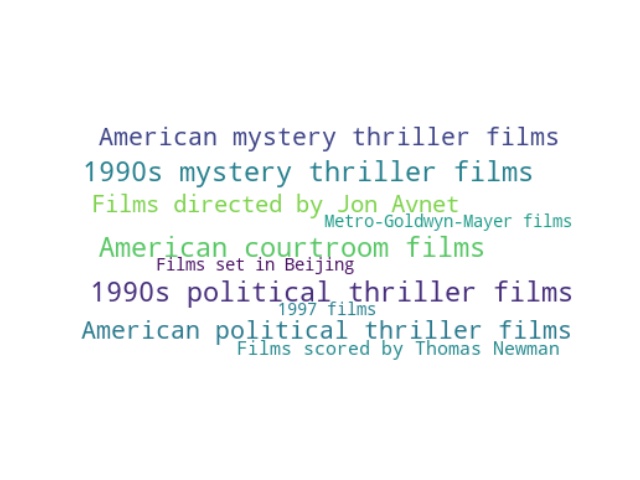 American mystery thriller films
1990s mystery thriller films
Films directed by Jon Avnet
Metro-Goldwyn-Mayer films
American courtroom films
Films set in Beijing
1990s political thriller films
1997 films
American political thriller films
Films scored by Thomas Newman